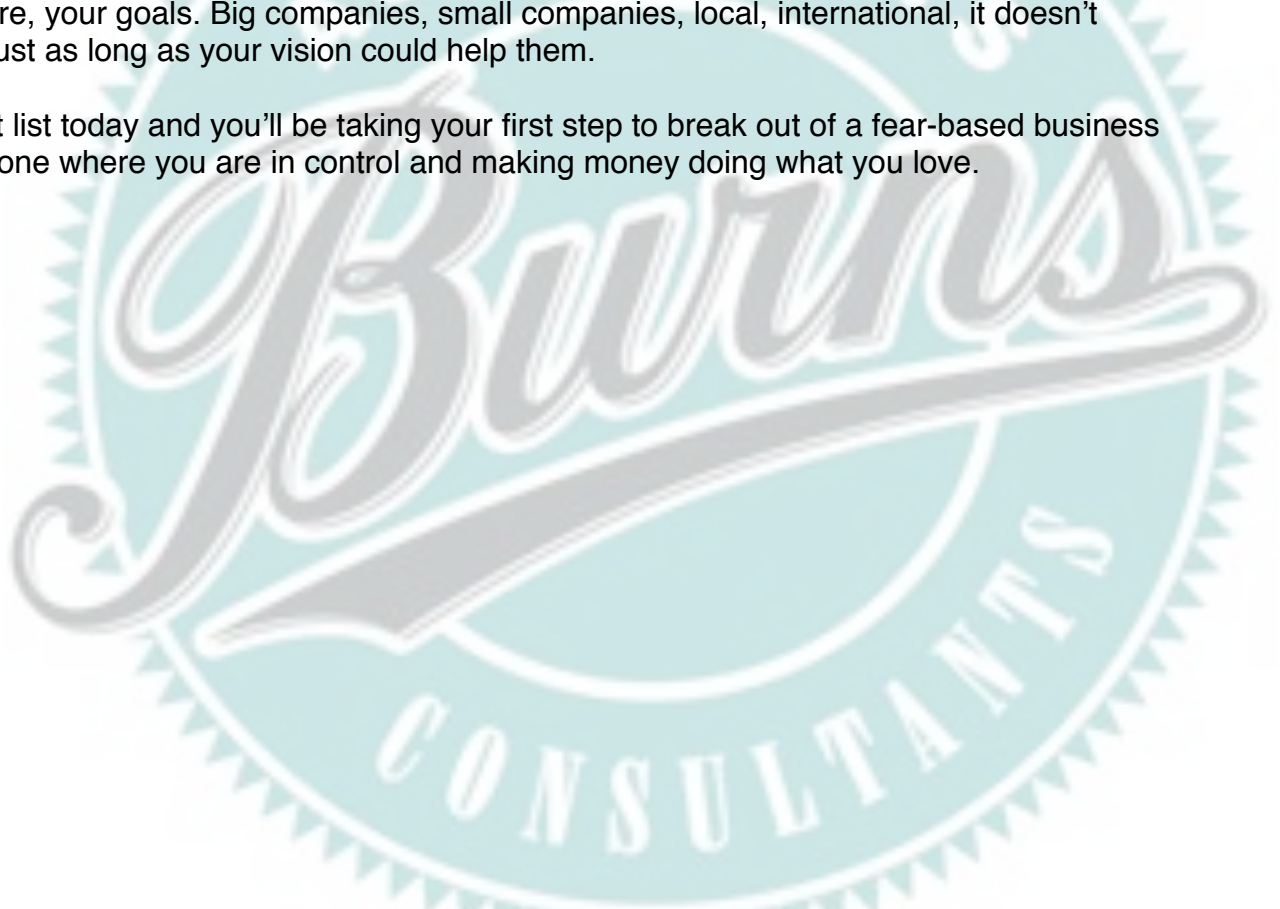 re, your goals. Big companies, small companies, local, international, it doesn't
ust as long as your vision could help them.
t list today and you'll be taking your first step to break out of a fear-based business
one where you are in control and making money doing what you love.
Burns
CONSULTANTS